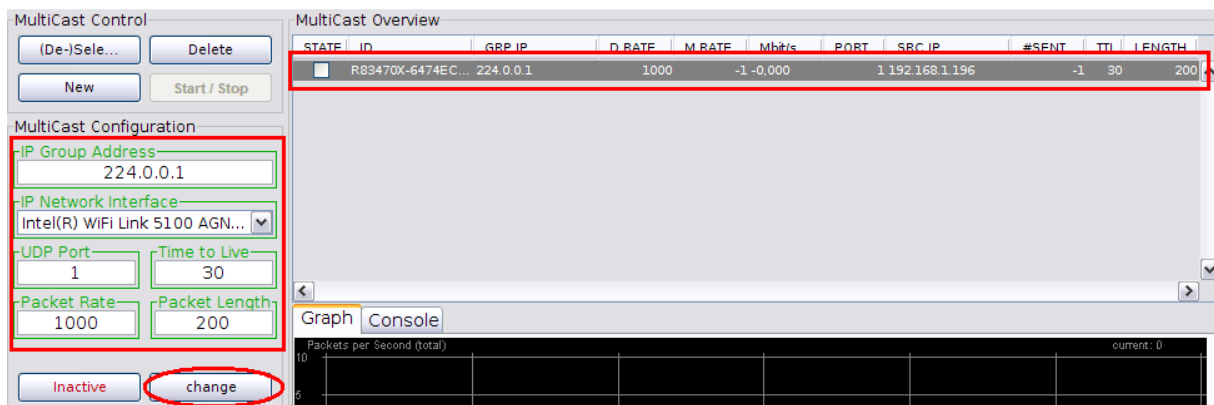 MultiCast Control
(De-)Sele...
Delete
New
Start / Stop
MultiCast Configuration
IP Group Address
224.0.0.1
IP Network Interface
Intel(R) WiFi Link 5100 AGN...
UDP Port
Time to Live
1
30
Packet Rate
Packet Length
1000
200
Inactive
change
MultiCast Overview
STATE ID GRP IP D RATE M RATE Mbit/s PORT SRC IP #SENT TTL LENGTH
R83470X-6474EC... 224.0.0.1 1000 -1 -0,000 1 192.168.1.196 -1 30 200
Graph
Console
Packets per Second (total)
current: 0
10
5